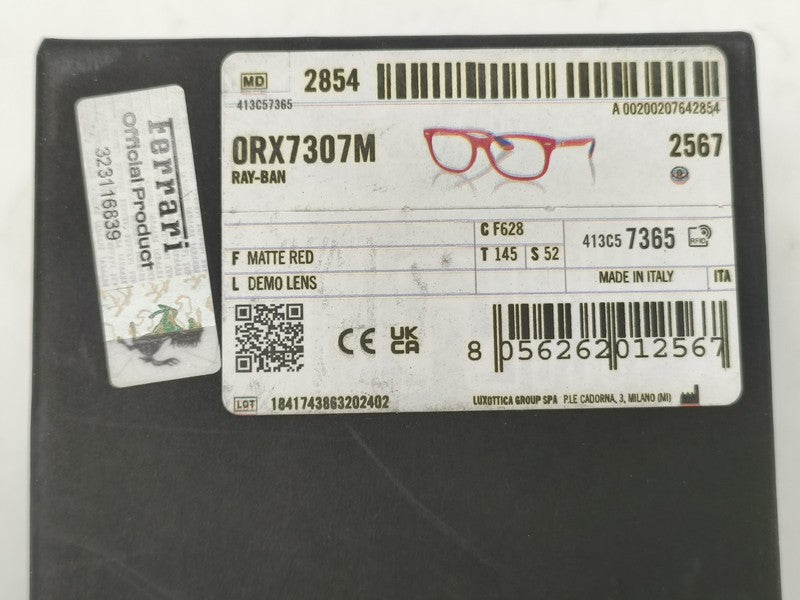 Ferrari
Official Product
323116839
MD
2854
413C57365
A 00200207642854
0RX7307M
2567
RAY-BAN
C F628
413C5 7365
RFID
F MATTE RED
T 145
S 52
L DEMO LENS
MADE IN ITALY
ITA
CE
UK
CA
8 056262 012567
LOT
1841743863202402
LUXOTTICA GROUP SPA P.LE CADORNA, 3, MILANO (MI)